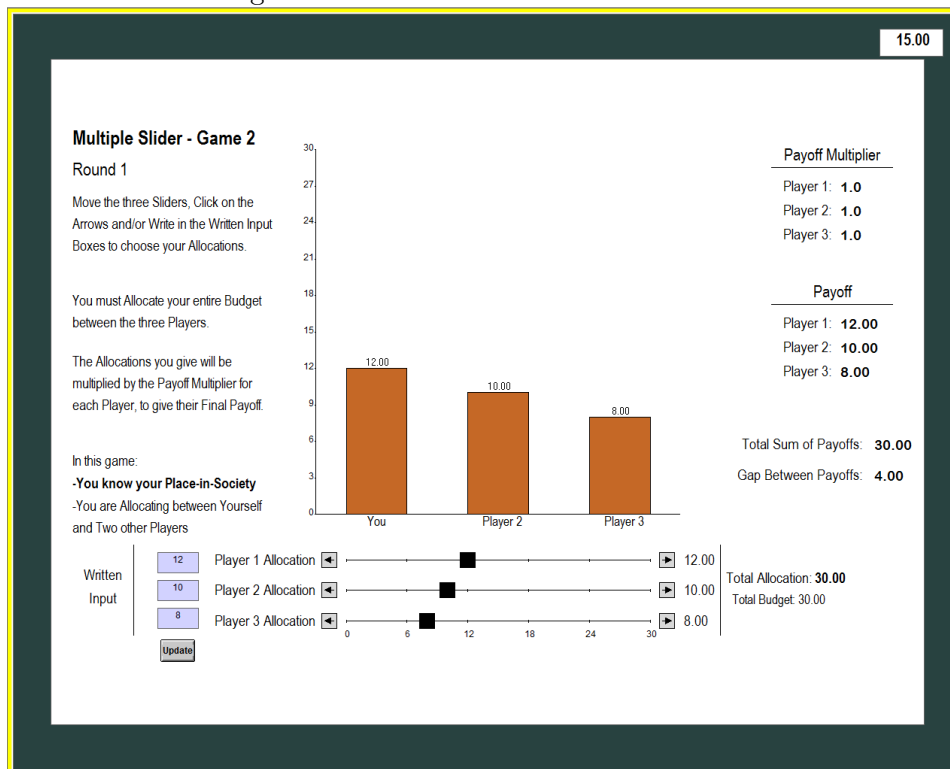 15.00
Multiple Slider - Game 2
Round 1
Move the three Sliders, Click on the
Arrows and/or Write in the Written Input
Boxes to choose your Allocations.
You must Allocate your entire Budget
between the three Players.
The Allocations you give will be
multiplied by the Payoff Multiplier for
each Player, to give their Final Payoff.
In this game:
-You know your Place-in-Society
-You are Allocating between Yourself
and Two other Players
30
27
24
21
18
15
12
9
6
3
0
12.00
10.00
8.00
You Player 2 Player 3
Payoff Multiplier
Player 1: 1.0
Player 2: 1.0
Player 3: 1.0
Payoff
Player 1: 12.00
Player 2: 10.00
Player 3: 8.00
Total Sum of Payoffs: 30.00
Gap Between Payoffs: 4.00
Written
Input
12 Player 1 Allocation 12.00
10 Player 2 Allocation 10.00
8 Player 3 Allocation 8.00
0 6 12 18 24 30
Update
Total Allocation: 30.00
Total Budget: 30.00